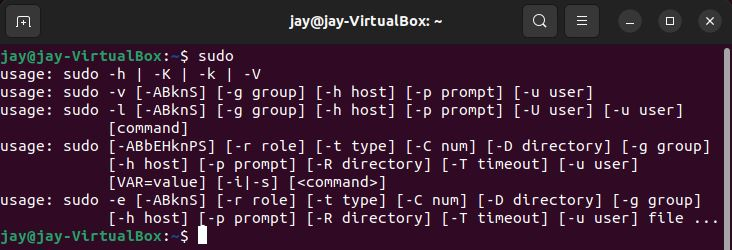 jay@jay-VirtualBox: ~
jay@jay-VirtualBox:~$ sudo
usage: sudo -h | -K | -k | -V
usage: sudo -v [-ABknS] [-g group] [-h host] [-p prompt] [-u user]
usage: sudo -l [-ABknS] [-g group] [-h host] [-p prompt] [-U user] [-u user]
[command]
usage: sudo [-ABbEHknPS] [-r role] [-t type] [-C num] [-D directory] [-g group]
[-h host] [-p prompt] [-R directory] [-T timeout] [-u user]
[VAR=value] [-i|-s] [<command>]
usage: sudo -e [-ABknS] [-r role] [-t type] [-C num] [-D directory] [-g group]
[-h host] [-p prompt] [-R directory] [-T timeout] [-u user] file ...
jay@jay-VirtualBox:~$